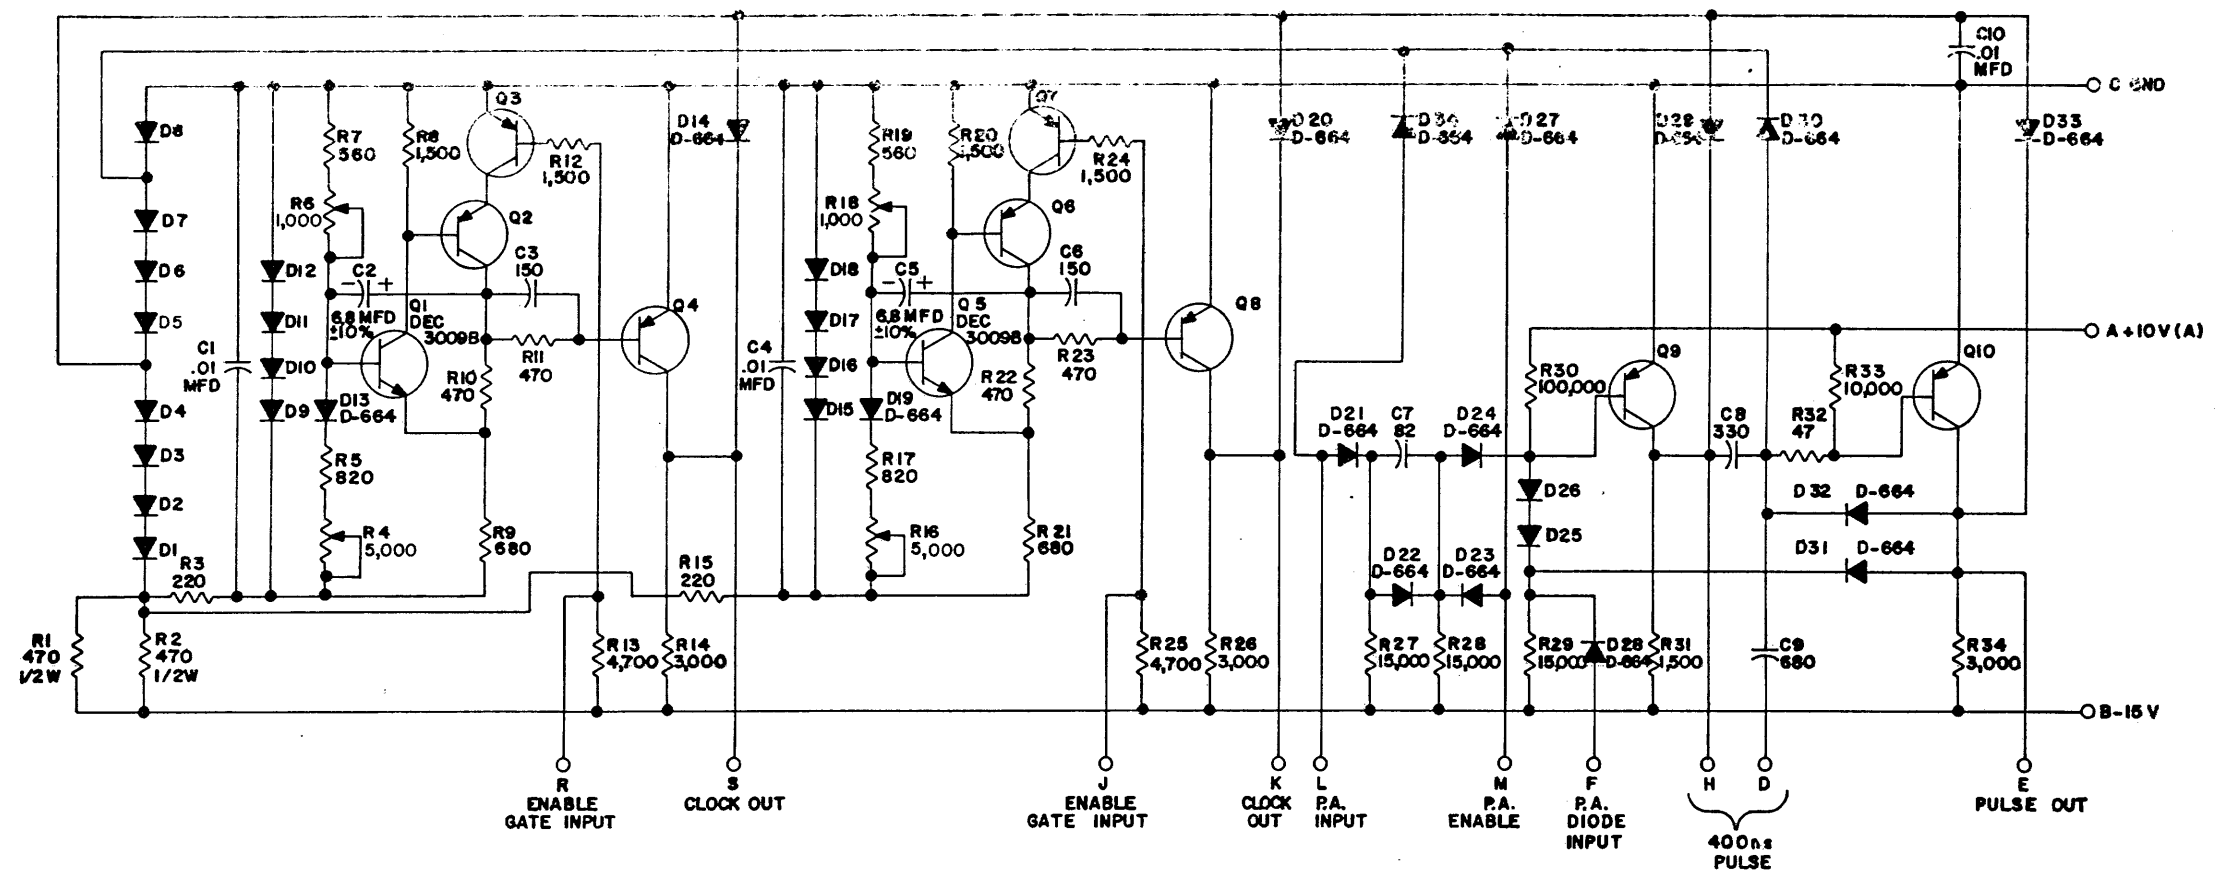 C10
.01
MFD
C GND
D8
R7
560
R8
1,500
Q3
R12
1,500
D14
D-664
R19
560
R20
1,500
Q7
R24
1,500
D20
D-664
D-664
D27
D-664
D-664
D33
D-664
D7
D6
D5
R6
1,000
Q2
C3
150
R18
1,000
Q6
C6
150
D12
D11
D10
D9
C2
- +
6.8 MFD
±10%
Q1
DEC
3009B
Q4
D18
D17
D16
D15
C5
- +
6.8 MFD
±10%
Q5
DEC
3009B
Q8
A+10V(A)
C1
.01
MFD
R11
470
R10
470
C4
.01
MFD
R23
470
R22
470
R30
100,000
Q9
R33
10,000
Q10
D4
D3
D2
D1
D13
D-664
D19
D-664
D21
D-664
C7
82
D24
D-664
C8
330
R32
47
R5
820
R17
820
D26
D25
D32 D-664
D31 D-664
R4
5,000
R9
680
R16
5,000
R21
680
R3
220
R15
220
D22
D-664
D23
D-664
R1
470
1/2W
R2
470
1/2W
R13
4,700
R14
3,000
R25
4,700
R26
3,000
R27
15,000
R28
15,000
R29
15,000
D28
D-664
R31
1,500
C9
680
R34
3,000
B-15V
R
ENABLE
GATE INPUT
S
CLOCK OUT
J
ENABLE
GATE INPUT
K
CLOCK
OUT
L
P.A.
INPUT
M
P.A.
ENABLE
F
P.A.
DIODE
INPUT
H
D
400ns
PULSE
E
PULSE OUT